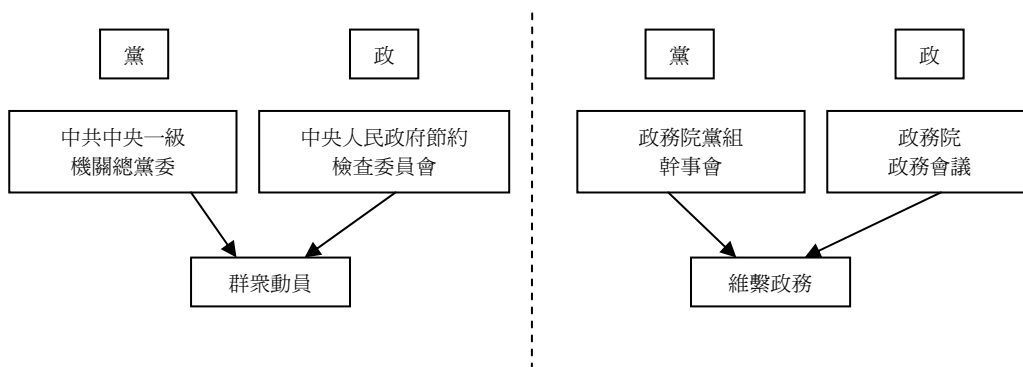 黨
政
黨
政
中共中央一級
機關總黨委
中央人民政府節約
檢查委員會
政務院黨組
幹事會
政務院
政務會議
群衆動員
維繫政務